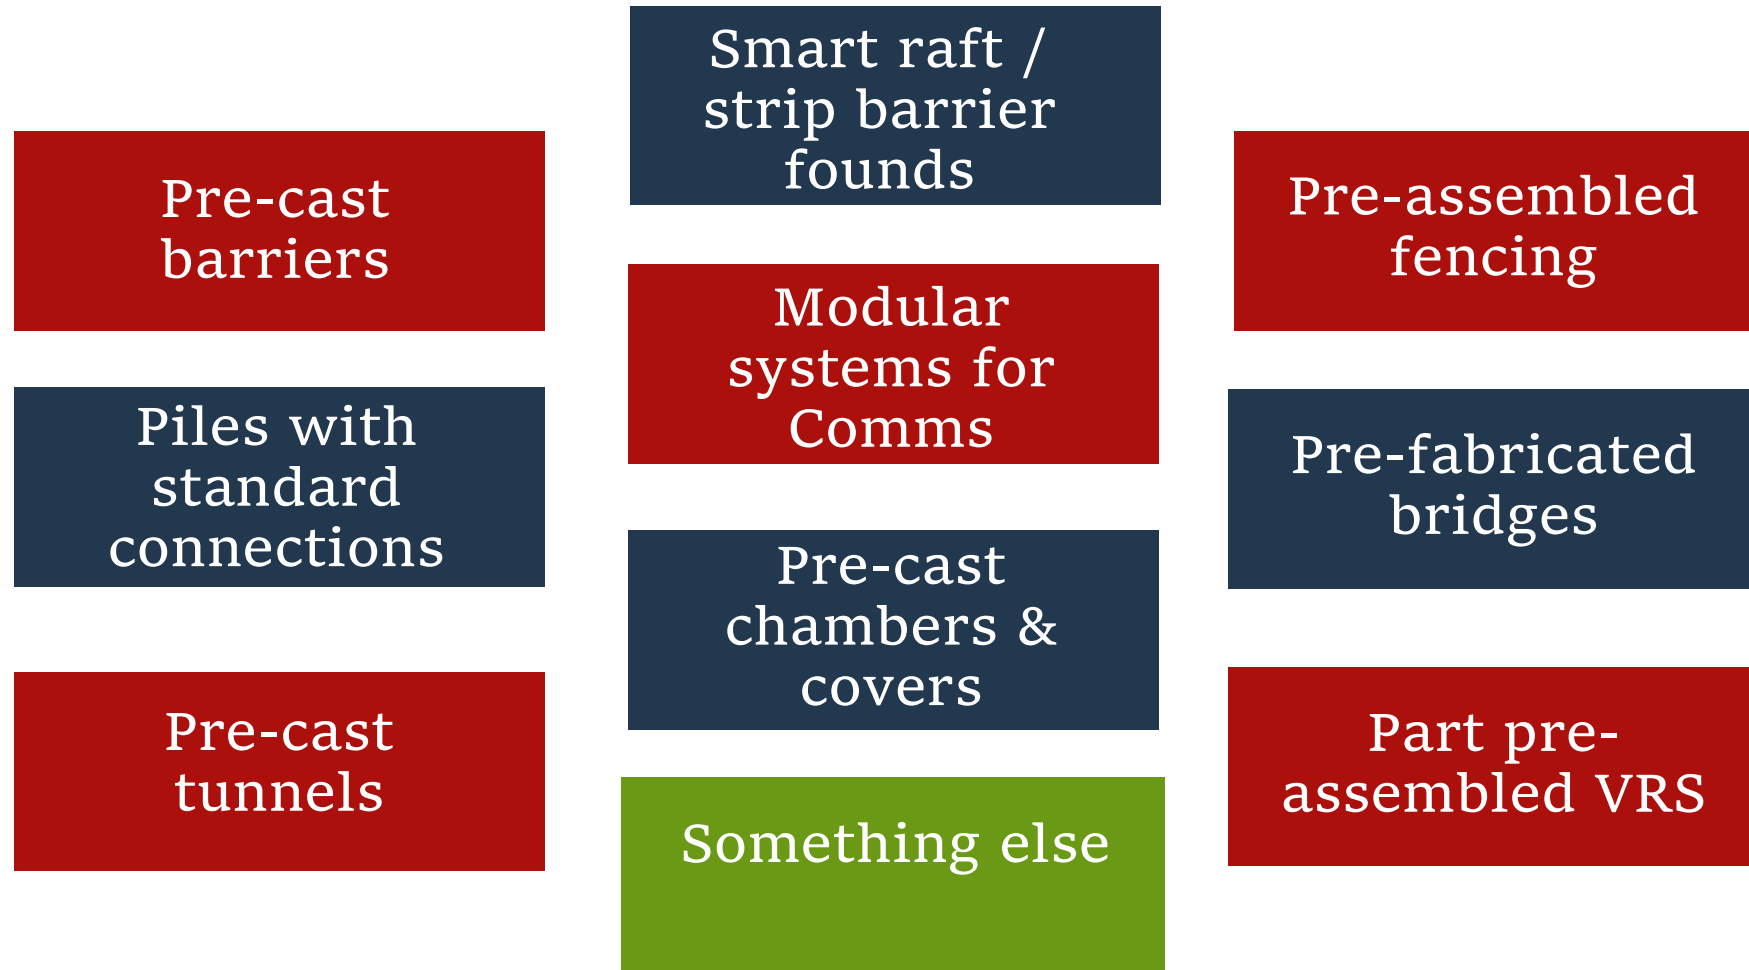 Pre-cast
barriers
Piles with
standard
connections
Pre-cast
tunnels
Smart raft /
strip barrier
founds
Modular
systems for
Comms
Pre-cast
chambers &
covers
Something else
Pre-assembled
fencing
Pre-fabricated
bridges
Part pre-
assembled VRS